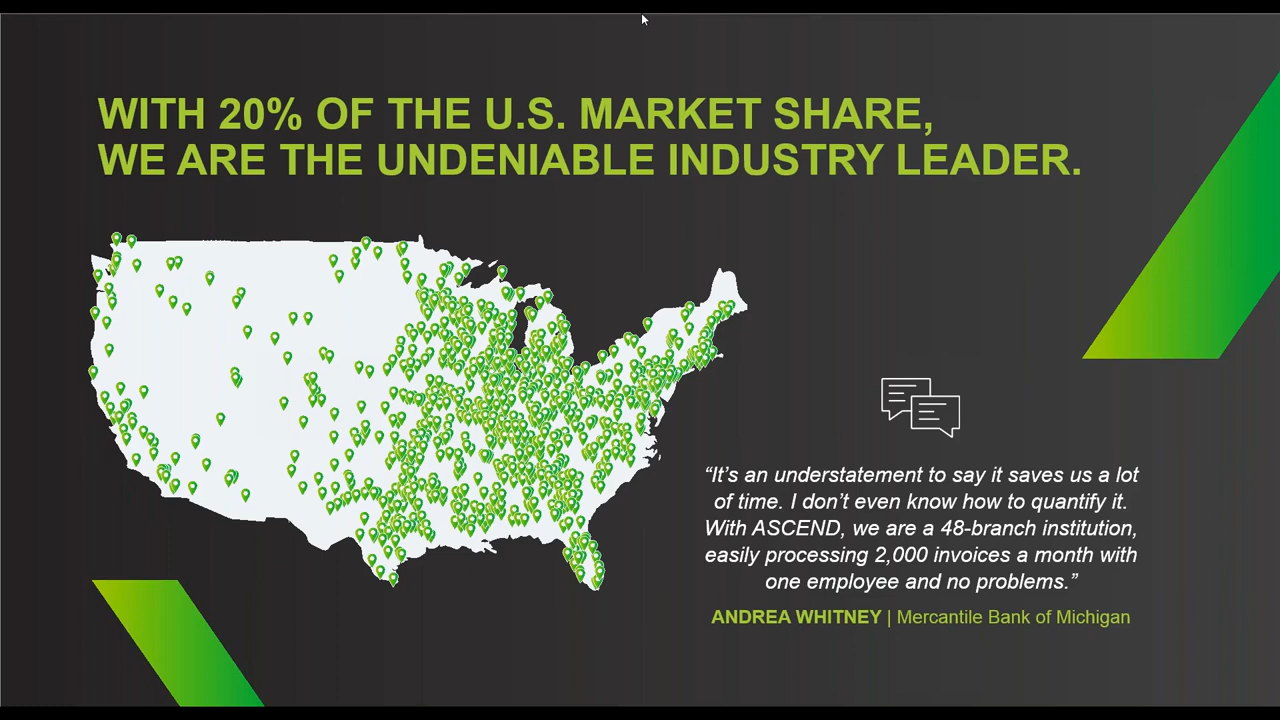 WITH 20% OF THE U.S. MARKET SHARE,
WE ARE THE UNDENIABLE INDUSTRY LEADER.
“It’s an understatement to say it saves us a lot
of time. I don’t even know how to quantify it.
With ASCEND, we are a 48-branch institution,
easily processing 2,000 invoices a month with
one employee and no problems.”
ANDREA WHITNEY | Mercantile Bank of Michigan